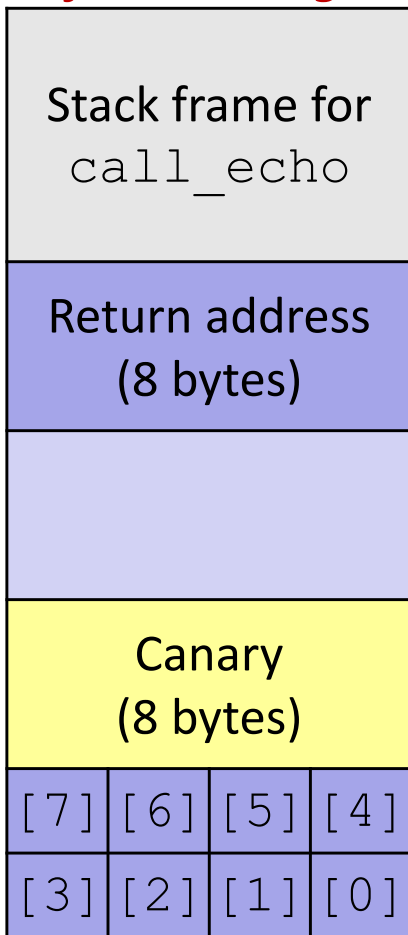 Stack frame for
call_echo
Return address
(8 bytes)
Canary
(8 bytes)
[7] [6] [5] [4]
[3] [2] [1] [0]